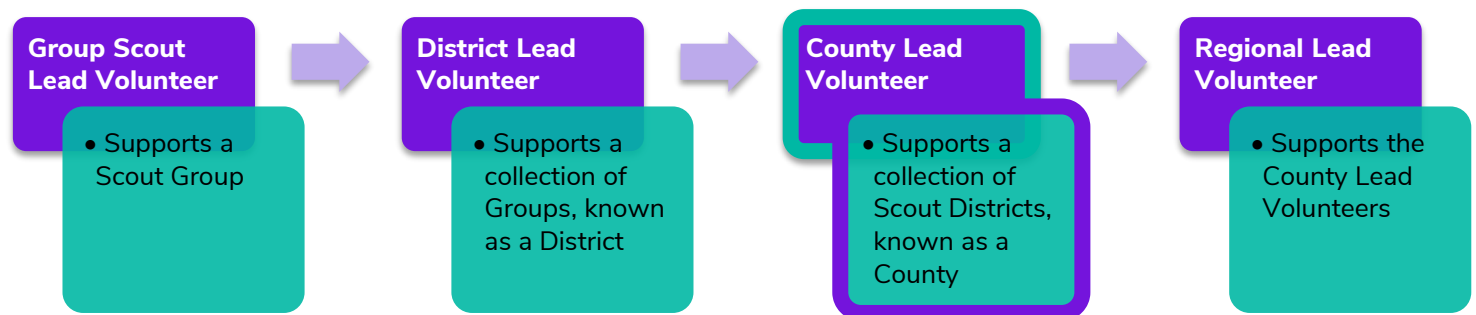 Group Scout
Lead Volunteer
• Supports a
Scout Group
District Lead
Volunteer
• Supports a
collection of
Groups, known
as a District
County Lead
Volunteer
• Supports a
collection of
Scout Districts,
known as a
County
Regional Lead
Volunteer
• Supports the
County Lead
Volunteers